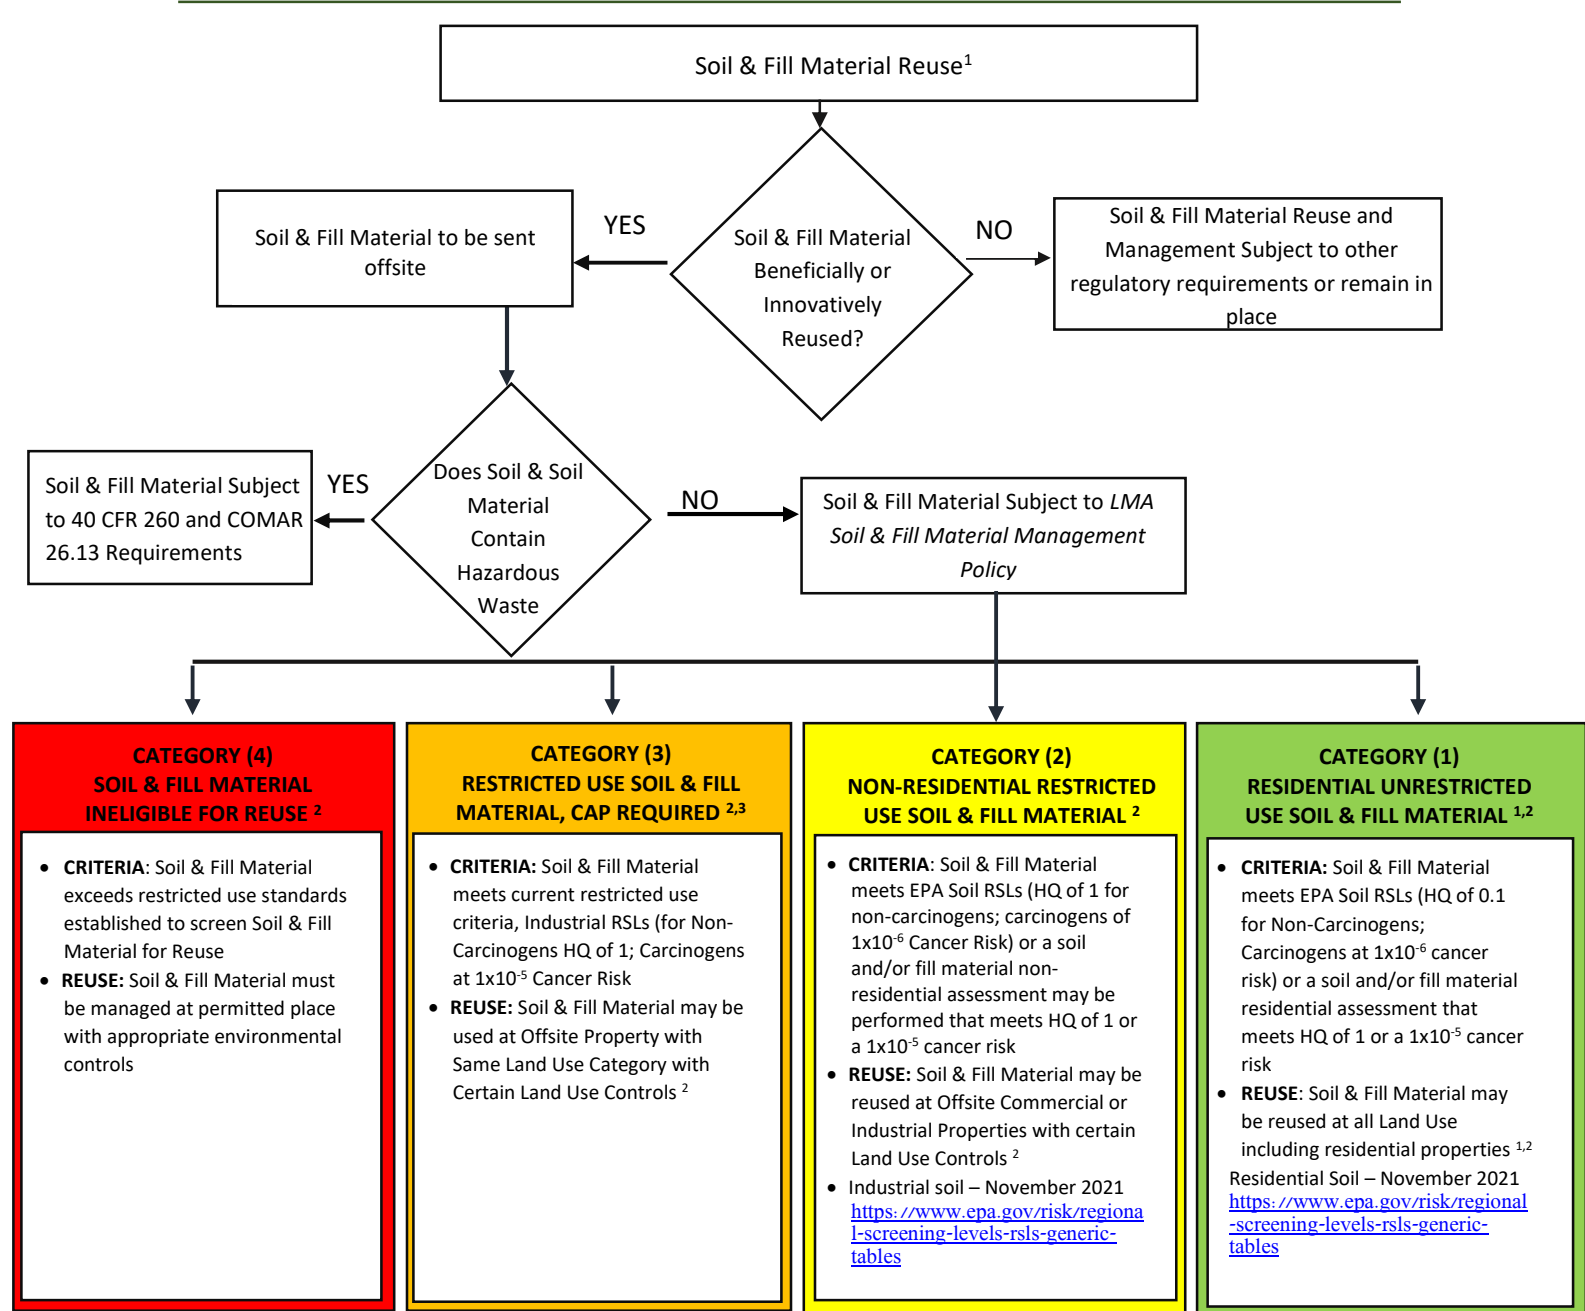 Soil & Fill Material Reuse1
Soil & Fill Material to be sent
offsite
YES
Soil & Fill Material
Beneficially or
Innovatively
Reused?
NO
Soil & Fill Material Reuse and
Management Subject to other
regulatory requirements or remain in
place
Soil & Fill Material Subject
to 40 CFR 260 and COMAR
26.13 Requirements
YES
Does Soil & Soil
Material
Contain
Hazardous
Waste
NO
Soil & Fill Material Subject to LMA
Soil & Fill Material Management
Policy
CATEGORY (4)
SOIL & FILL MATERIAL
INELIGIBLE FOR REUSE 2
• CRITERIA: Soil & Fill Material
exceeds restricted use standards
established to screen Soil & Fill
Material for Reuse
• REUSE: Soil & Fill Material must
be managed at permitted place
with appropriate environmental
controls
CATEGORY (3)
RESTRICTED USE SOIL & FILL
MATERIAL, CAP REQUIRED 2,3
• CRITERIA: Soil & Fill Material
meets current restricted use
criteria, Industrial RSLs (for Non-
Carcinogens HQ of 1; Carcinogens
at 1x10-5 Cancer Risk
• REUSE: Soil & Fill Material may be
used at Offsite Property with
Same Land Use Category with
Certain Land Use Controls 2
CATEGORY (2)
NON-RESIDENTIAL RESTRICTED
USE SOIL & FILL MATERIAL 2
• CRITERIA: Soil & Fill Material
meets EPA Soil RSLs (HQ of 1 for
non-carcinogens; carcinogens of
1x10-6 Cancer Risk) or a soil
and/or fill material non-
residential assessment may be
performed that meets HQ of 1 or
a 1x10-5 cancer risk
• REUSE: Soil & Fill Material may be
reused at Offsite Commercial or
Industrial Properties with certain
Land Use Controls 2
• Industrial soil – November 2021
https://www.epa.gov/risk/regiona
l-screening-levels-rsls-generic-
tables
CATEGORY (1)
RESIDENTIAL UNRESTRICTED
USE SOIL & FILL MATERIAL 1,2
• CRITERIA: Soil & Fill Material
meets EPA Soil RSLs (HQ of 0.1
for Non-Carcinogens;
Carcinogens at 1x10-6 cancer
risk) or a soil and/or fill material
residential assessment that
meets HQ of 1 or a 1x10-5 cancer
risk
• REUSE: Soil & Fill Material may
be reused at all Land Use
including residential properties 1,2
Residential Soil – November 2021
https://www.epa.gov/risk/regional
-screening-levels-rsls-generic-
tables